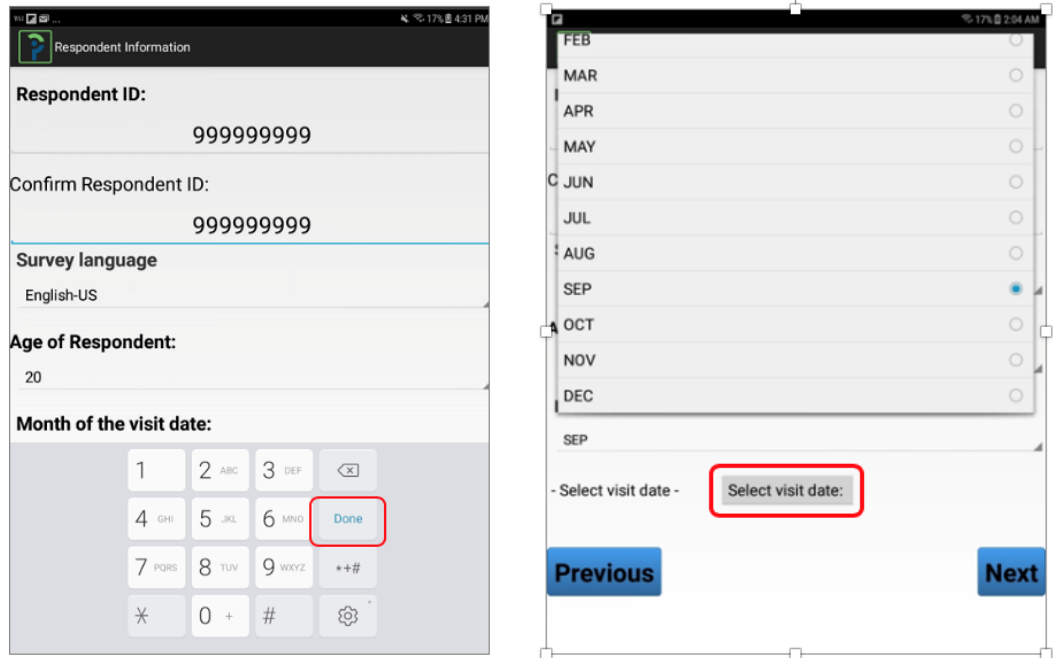 17% 4:31 PM
Respondent Information
Respondent ID:
999999999
Confirm Respondent ID:
999999999
Survey language
English-US
Age of Respondent:
20
Month of the visit date:
1
2 ABC
3 DEF
4 GHI
5 JKL
6 MNO
Done
7 PQRS
8 TUV
9 WXYZ
*+#
0 +
#
17% 2:04 AM
FEB
MAR
APR
MAY
JUN
JUL
AUG
SEP
OCT
NOV
DEC
SEP
- Select visit date -
Select visit date:
Previous
Next